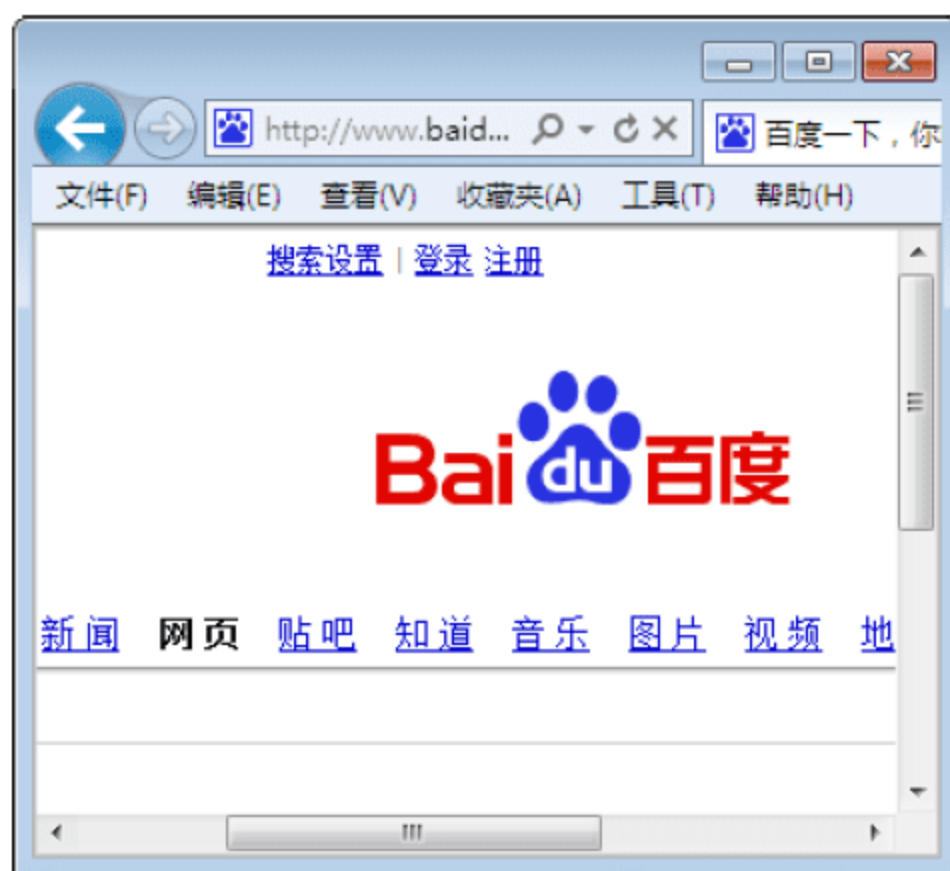 http://www.baid... 百度一下，你
文件(F) 编辑(E) 查看(V) 收藏夹(A) 工具(T) 帮助(H)
搜索设置 | 登录 注册
Bai du 百度
新闻 网页 贴吧 知道 音乐 图片 视频 地